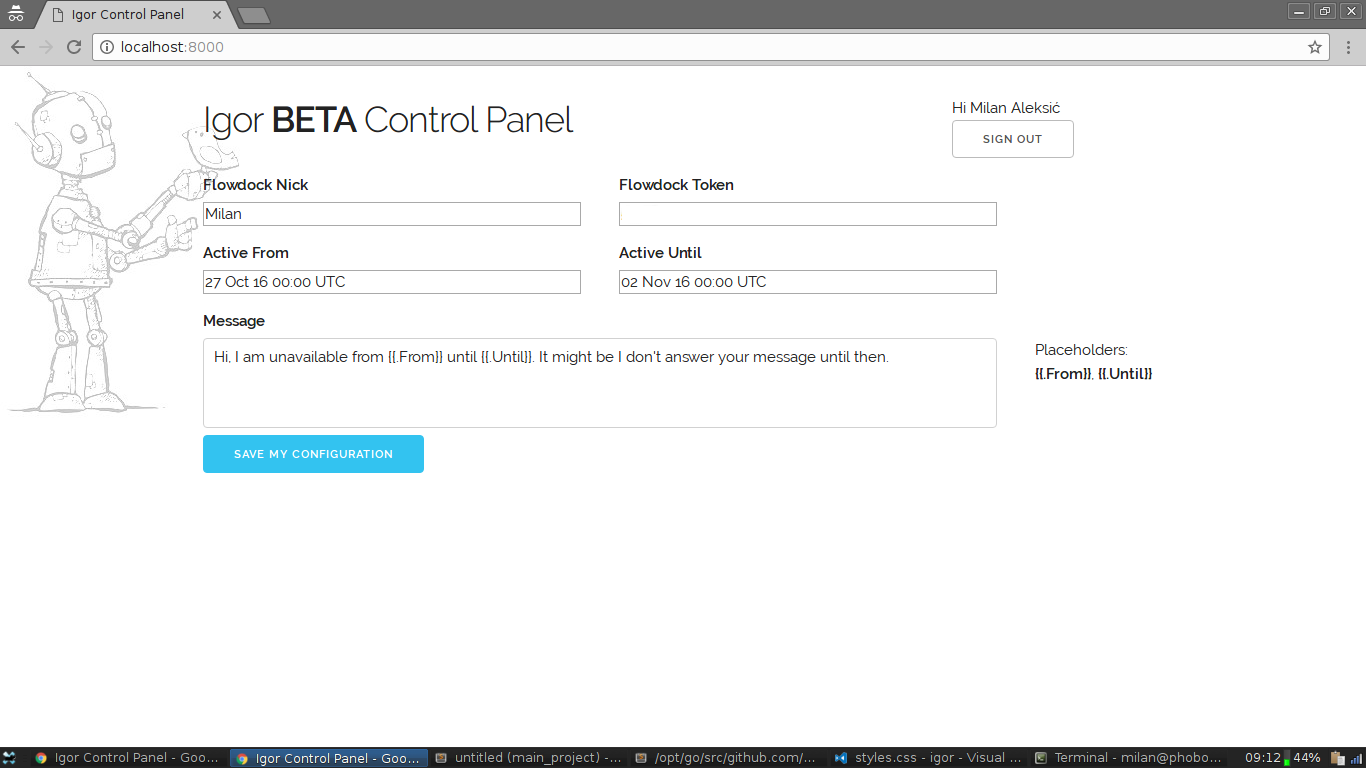 Igor Control Panel
localhost:8000
Igor BETA Control Panel
Hi Milan Aleksić
SIGN OUT
Flowdock Nick
Flowdock Token
Milan
Active From
Active Until
27 Oct 16 00:00 UTC
02 Nov 16 00:00 UTC
Message
Hi, I am unavailable from {{.From}} until {{.Until}}. It might be I don't answer your message until then.
Placeholders:
{{.From}}, {{.Until}}
SAVE MY CONFIGURATION
Igor Control Panel - Goo...
Igor Control Panel - Goo...
untitled (main_project) -...
/opt/go/src/github.com/...
styles.css - igor - Visual ...
Terminal - milan@phobo...
09:12
44%